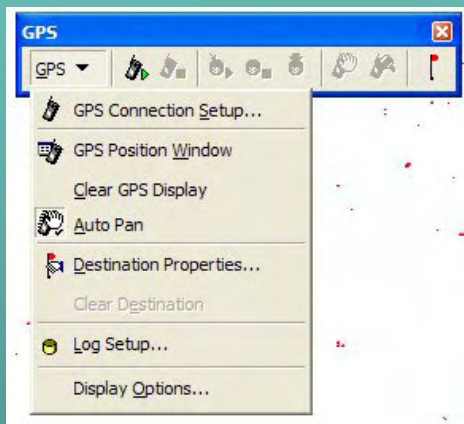 GPS
GPS
GPS Connection Setup...
GPS Position Window
Clear GPS Display
Auto Pan
Destination Properties...
Clear Destination
Log Setup...
Display Options...